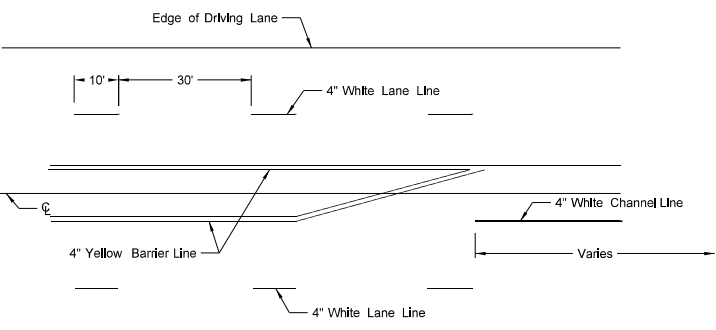 Edge of Driving Lane
10'
30'
4" White Lane Line
℄
4" White Channel Line
4" Yellow Barrier Line
Varies
4" White Lane Line